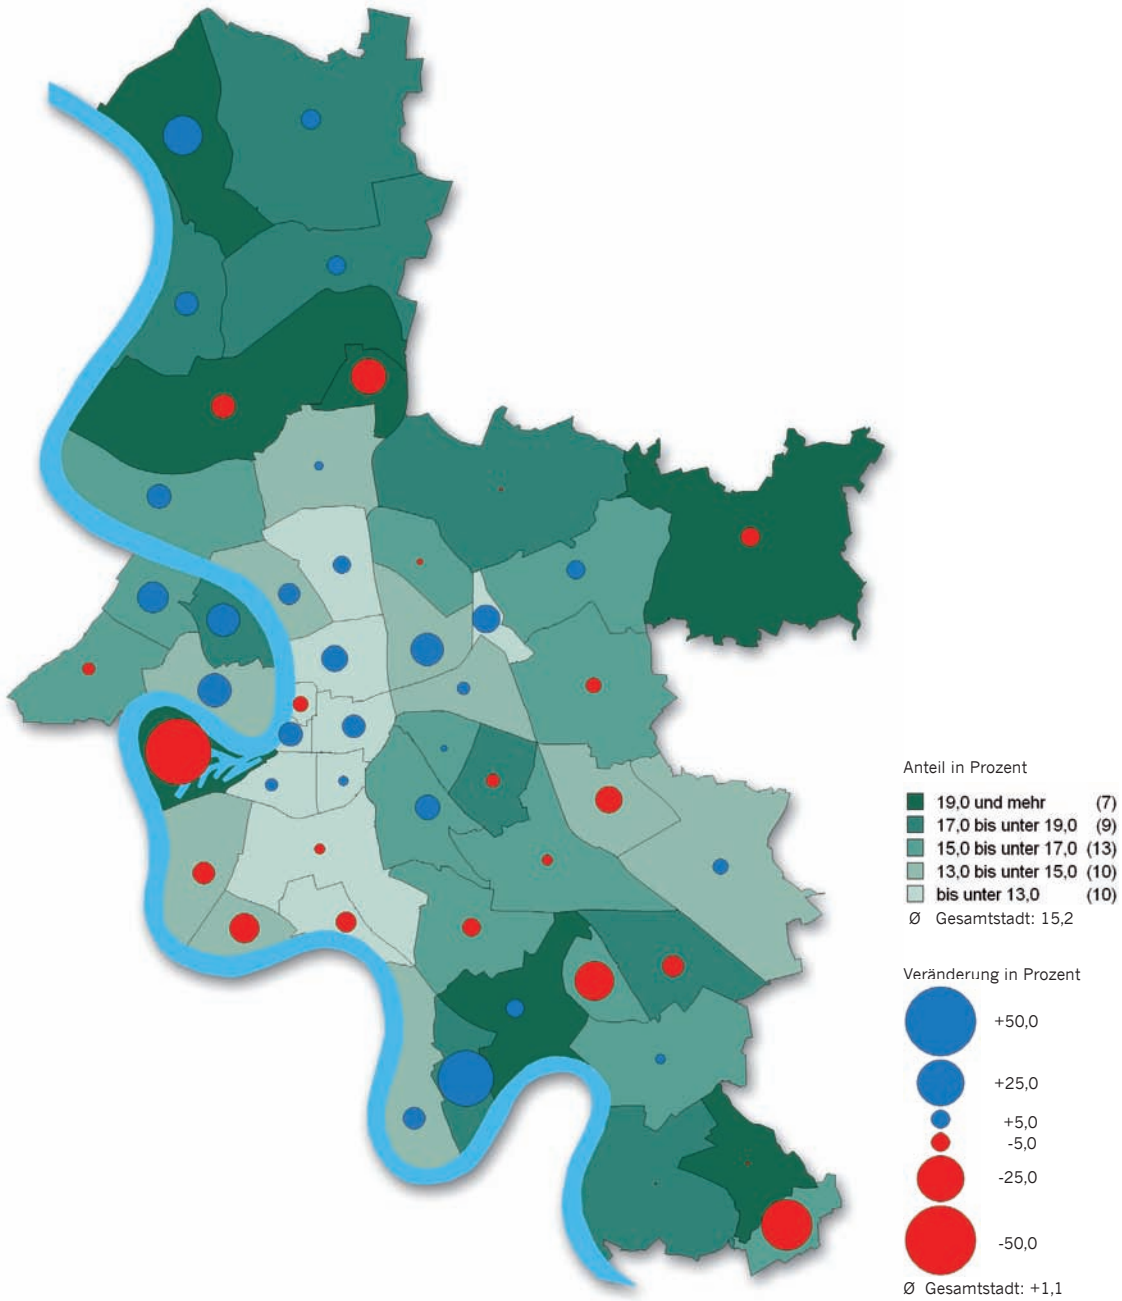 Anteil in Prozent
19,0 und mehr (7)
17,0 bis unter 19,0 (9)
15,0 bis unter 17,0 (13)
13,0 bis unter 15,0 (10)
bis unter 13,0 (10)
Ø Gesamtstadt: 15,2
Veränderung in Prozent
+50,0
+25,0
+5,0
-5,0
-25,0
-50,0
Ø Gesamtstadt: +1,1